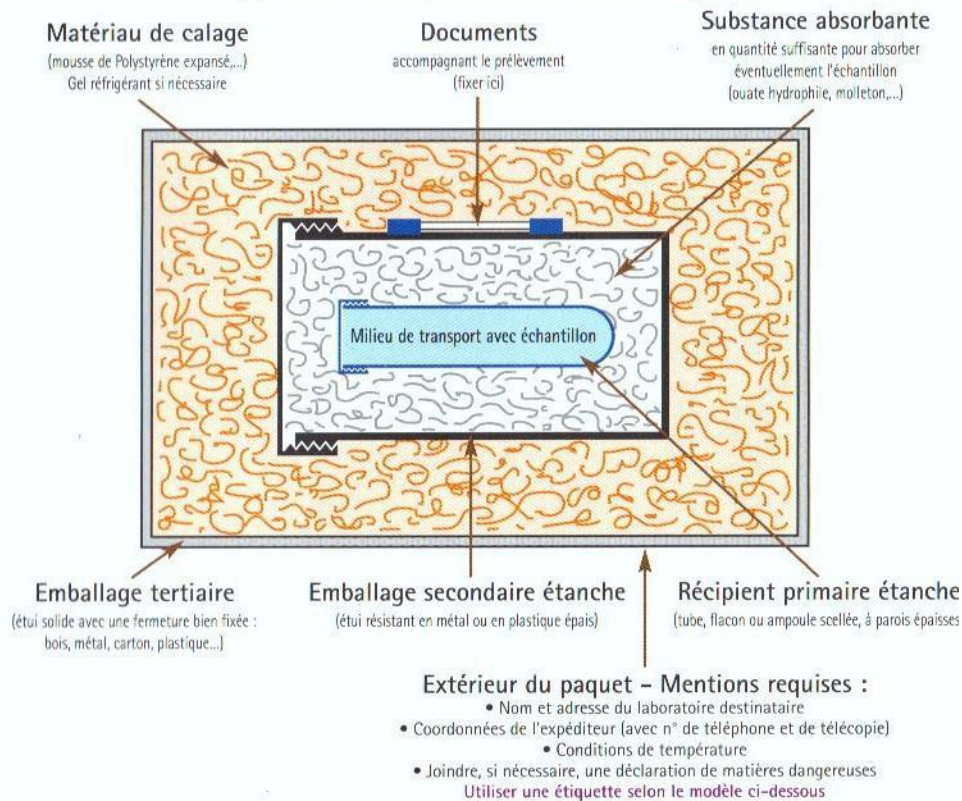 Matériau de calage
(mousse de Polystyrène expansé,...)
Gel réfrigérant si nécessaire
Documents
accompagnant le prélèvement
(fixer ici)
Substance absorbante
en quantité suffisante pour absorber
éventuellement l'échantillon
(ouate hydrophile, molleton,...)
Milieu de transport avec échantillon
Emballage tertiaire
(étui solide avec une fermeture bien fixée :
bois, métal, carton, plastique...)
Emballage secondaire étanche
(étui résistant en métal ou en plastique épais)
Récipient primaire étanche
(tube, flacon ou ampoule scellée, à parois épaisses
Extérieur du paquet – Mentions requises :
• Nom et adresse du laboratoire destinataire
• Coordonnées de l'expéditeur (avec n° de téléphone et de télécopie)
• Conditions de température
• Joindre, si nécessaire, une déclaration de matières dangereuses
Utiliser une étiquette selon le modèle ci-dessous